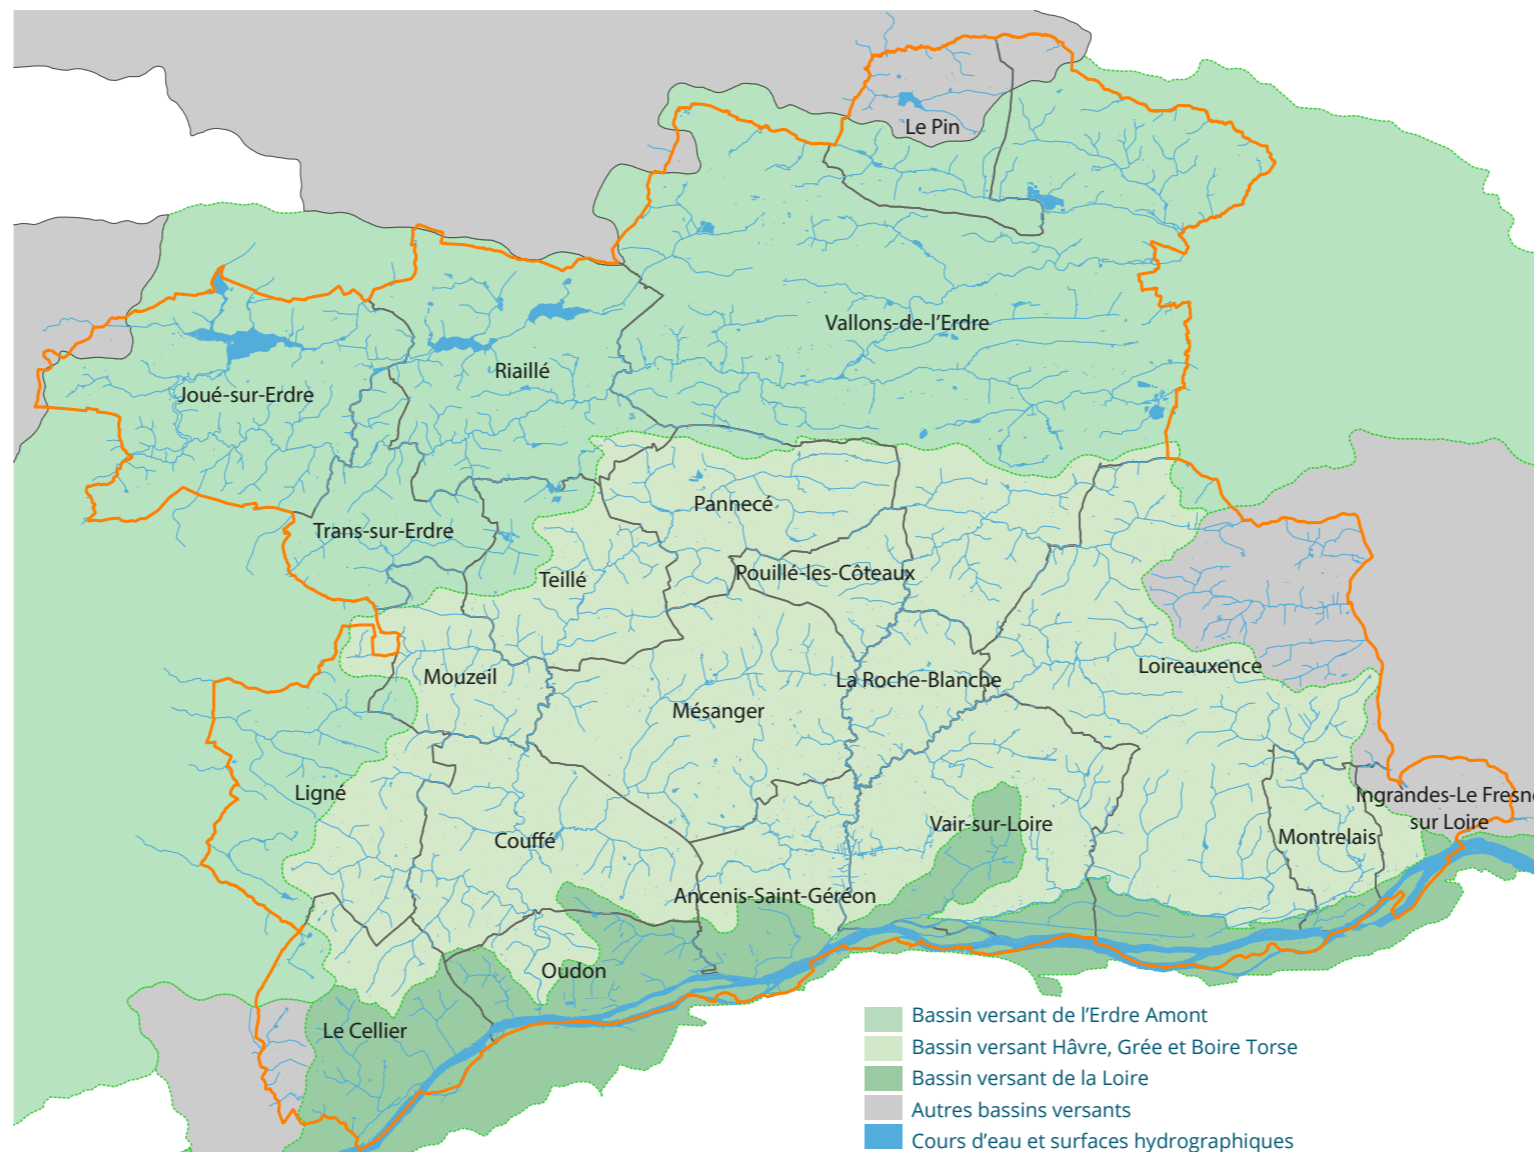 Le Pin
Vallons-de-l'Erdre
Riaillé
Joué-sur-Erdre
Pannecé
Trans-sur-Erdre
Pouillé-les-Côteaux
Teillé
Loireauxence
Mouzeil
La Roche-Blanche
Mésanger
Ligné
Ingrandes-Le Fresne
sur Loire
Vair-sur-Loire
Montrelais
Couffé
Ancenis-Saint-Géréon
Oudon
Le Cellier
Bassin versant de l'Erdre Amont
Bassin versant Hâvre, Grée et Boire Torse
Bassin versant de la Loire
Autres bassins versants
Cours d'eau et surfaces hydrographiques